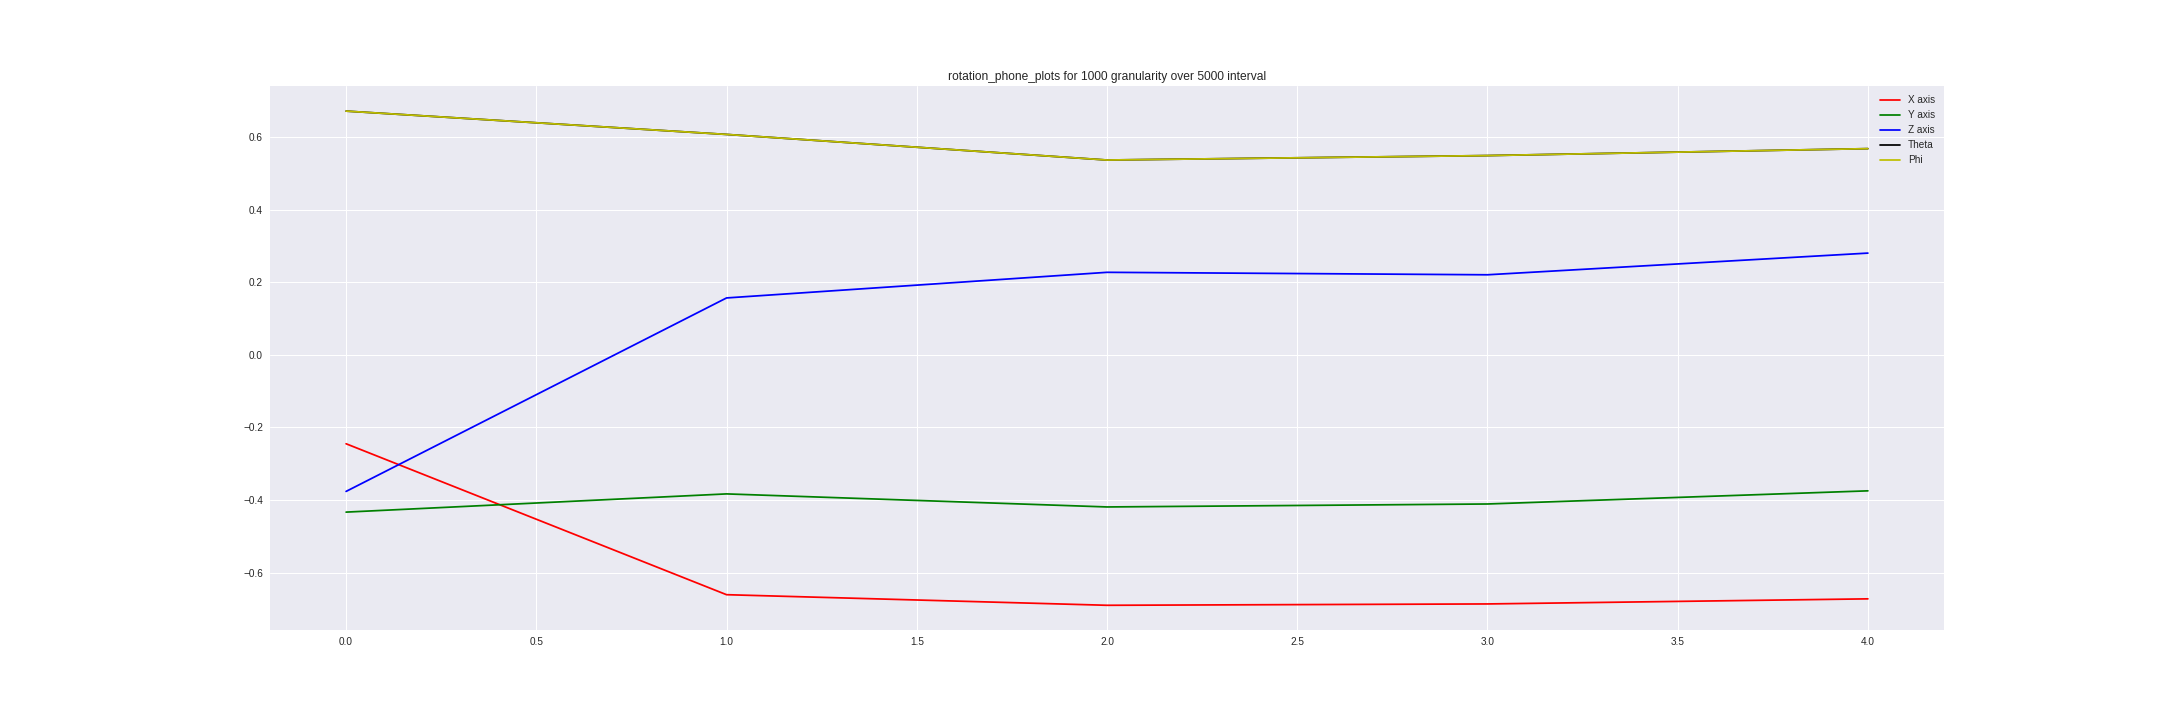 rotation_phone_plots for 1000 granularity over 5000 interval
X axis
Y axis
Z axis
Theta
Phi
0.6
0.4
0.2
0.0
−0.2
−0.4
−0.6
0.0 0.5 1.0 1.5 2.0 2.5 3.0 3.5 4.0